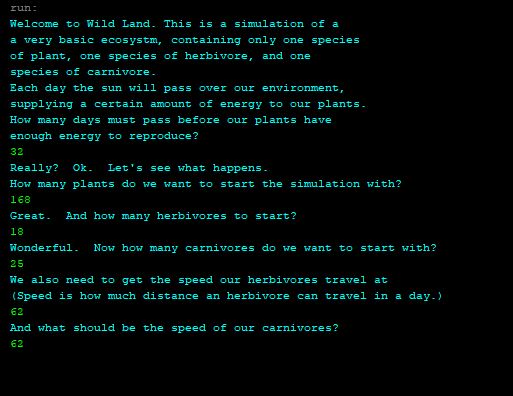 run:
Welcome to Wild Land. This is a simulation of a
a very basic ecosystm, containing only one species
of plant, one species of herbivore, and one
species of carnivore.
Each day the sun will pass over our environment,
supplying a certain amount of energy to our plants.
How many days must pass before our plants have
enough energy to reproduce?
32
Really?  Ok.  Let's see what happens.
How many plants do we want to start the simulation with?
168
Great.  And how many herbivores to start?
18
Wonderful.  Now how many carnivores do we want to start with?
25
We also need to get the speed our herbivores travel at
(Speed is how much distance an herbivore can travel in a day.)
62
And what should be the speed of our carnivores?
62